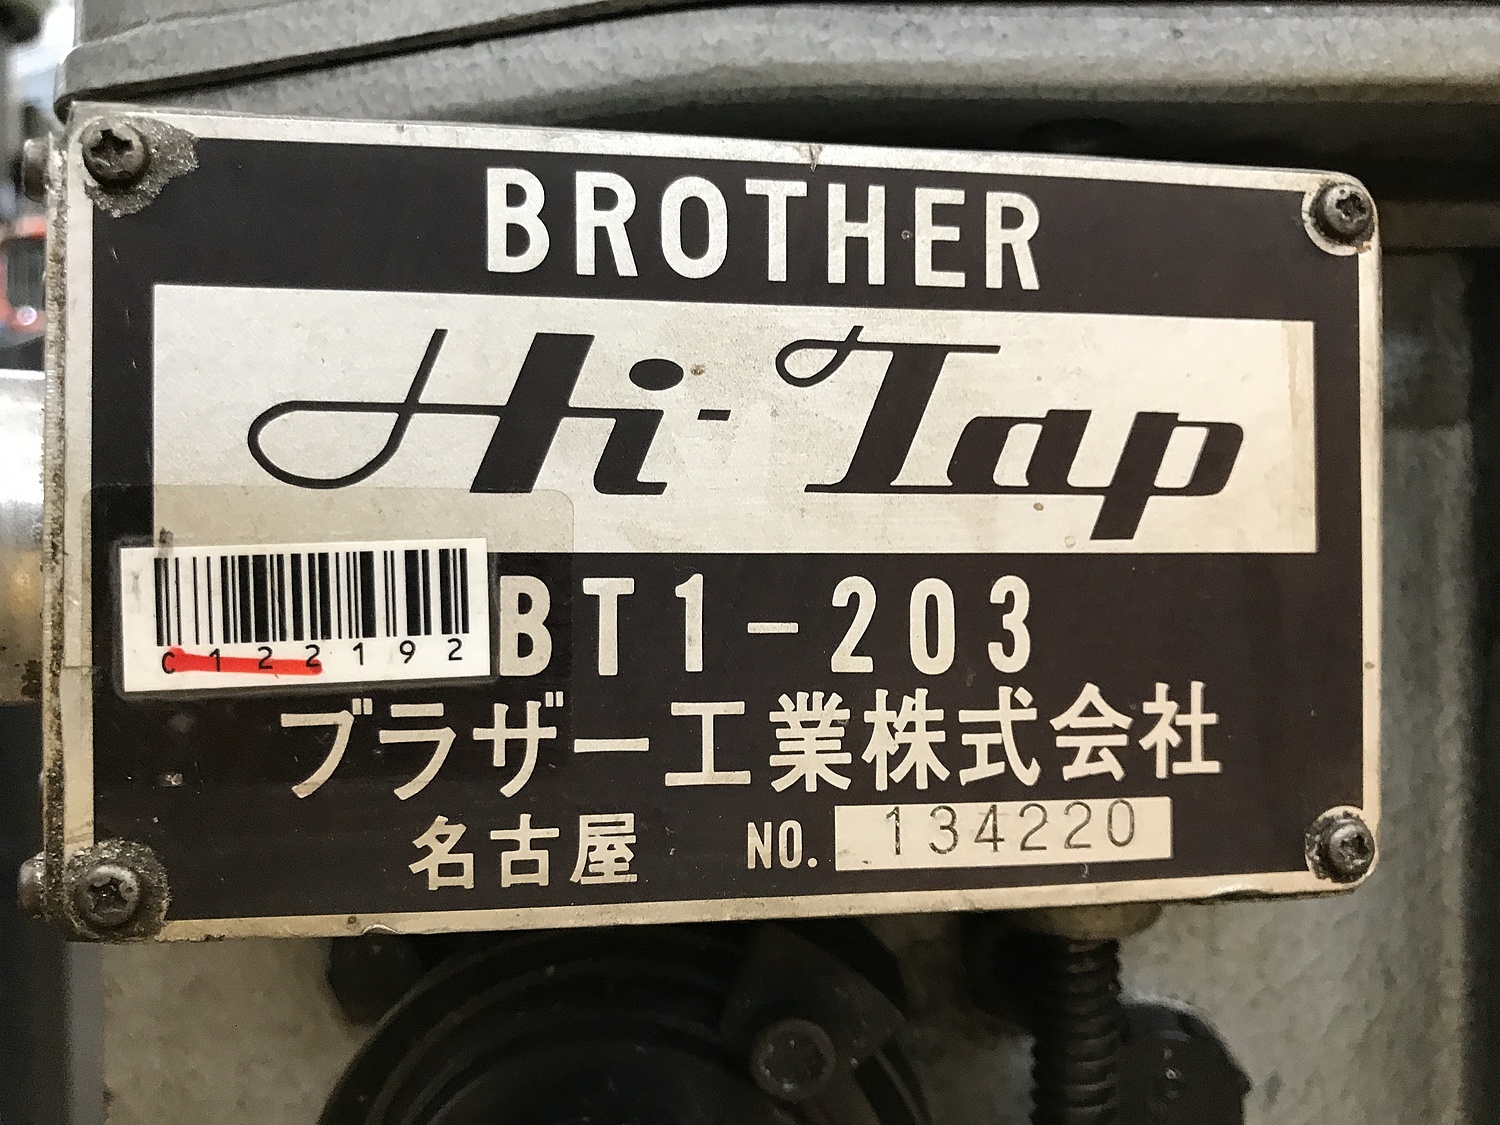 BROTHER
Hi-Tap
BT1-203
C122192
ブラザー工業株式会社
名古屋 NO. 134220